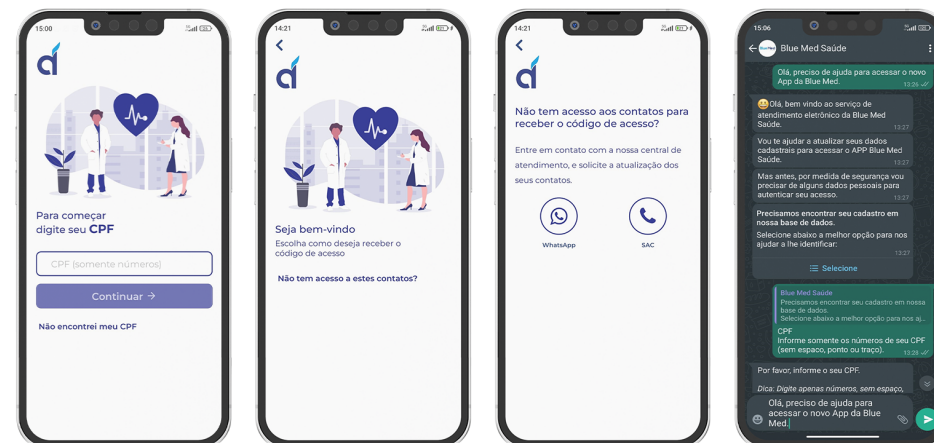 15:00
Para começar
digite seu CPF
CPF (somente números)
Continuar →
Não encontrei meu CPF
14:21
Seja bem-vindo
Escolha como deseja receber o
código de acesso
Não tem acesso a estes contatos?
14:21
Não tem acesso aos contatos para
receber o código de acesso?
Entre em contato com a nossa central de
atendimento, e solicite a atualização dos
seus contatos.
WhatsApp
SAC
15:06
Blue Med Saúde
Olá, preciso de ajuda para acessar o novo
App da Blue Med.
13:26
😀Olá, bem vindo ao serviço de
atendimento eletrônico da Blue Med
Saúde.
13:27
Vou te ajudar a atualizar seus dados
cadastrais para acessar o APP Blue Med
Saúde.
13:27
Mas antes, por medida de segurança vou
precisar de alguns dados pessoais para
autenticar seu acesso.
13:27
Precisamos encontrar seu cadastro em
nossa base de dados.
Selecione abaixo a melhor opção para nos
ajudar a lhe identificar:
13:27
Selecione
Blue Med Saúde
Precisamos encontrar seu cadastro em nossa
base de dados.
Selecione abaixo a melhor opção para nos aj...
CPF
Informe somente os números de seu CPF
(sem espaco, ponto ou traço).
13:28
Por favor, informe o seu CPF.
Dica: Digite apenas números, sem espaço,
Olá, preciso de ajuda para
acessar o novo App da Blue
Med.